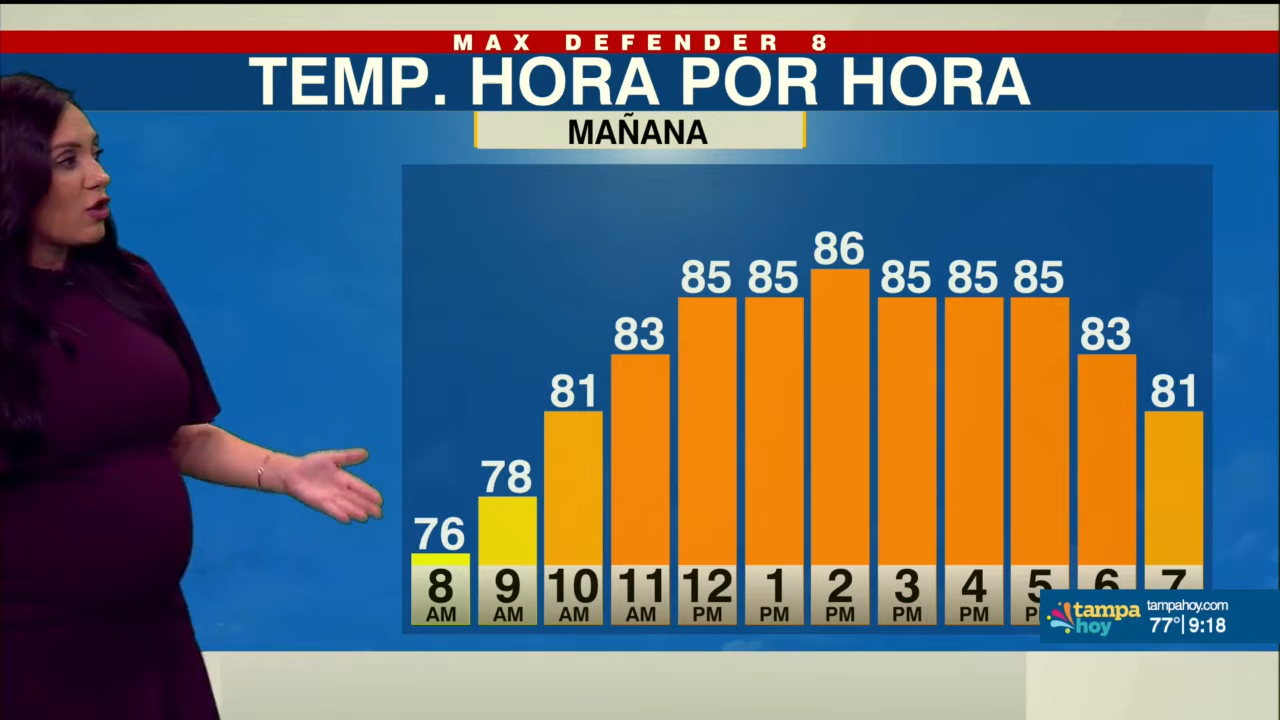 MAX DEFENDER 8
TEMP. HORA POR HORA
MAÑANA
76 78 81 83 85 85 86 85 85 85 83 81
8 9 10 11 12 1 2 3 4 5 6 7
AM AM AM AM PM PM PM PM PM
tampa hoy
tampahoy.com
77° | 9:18